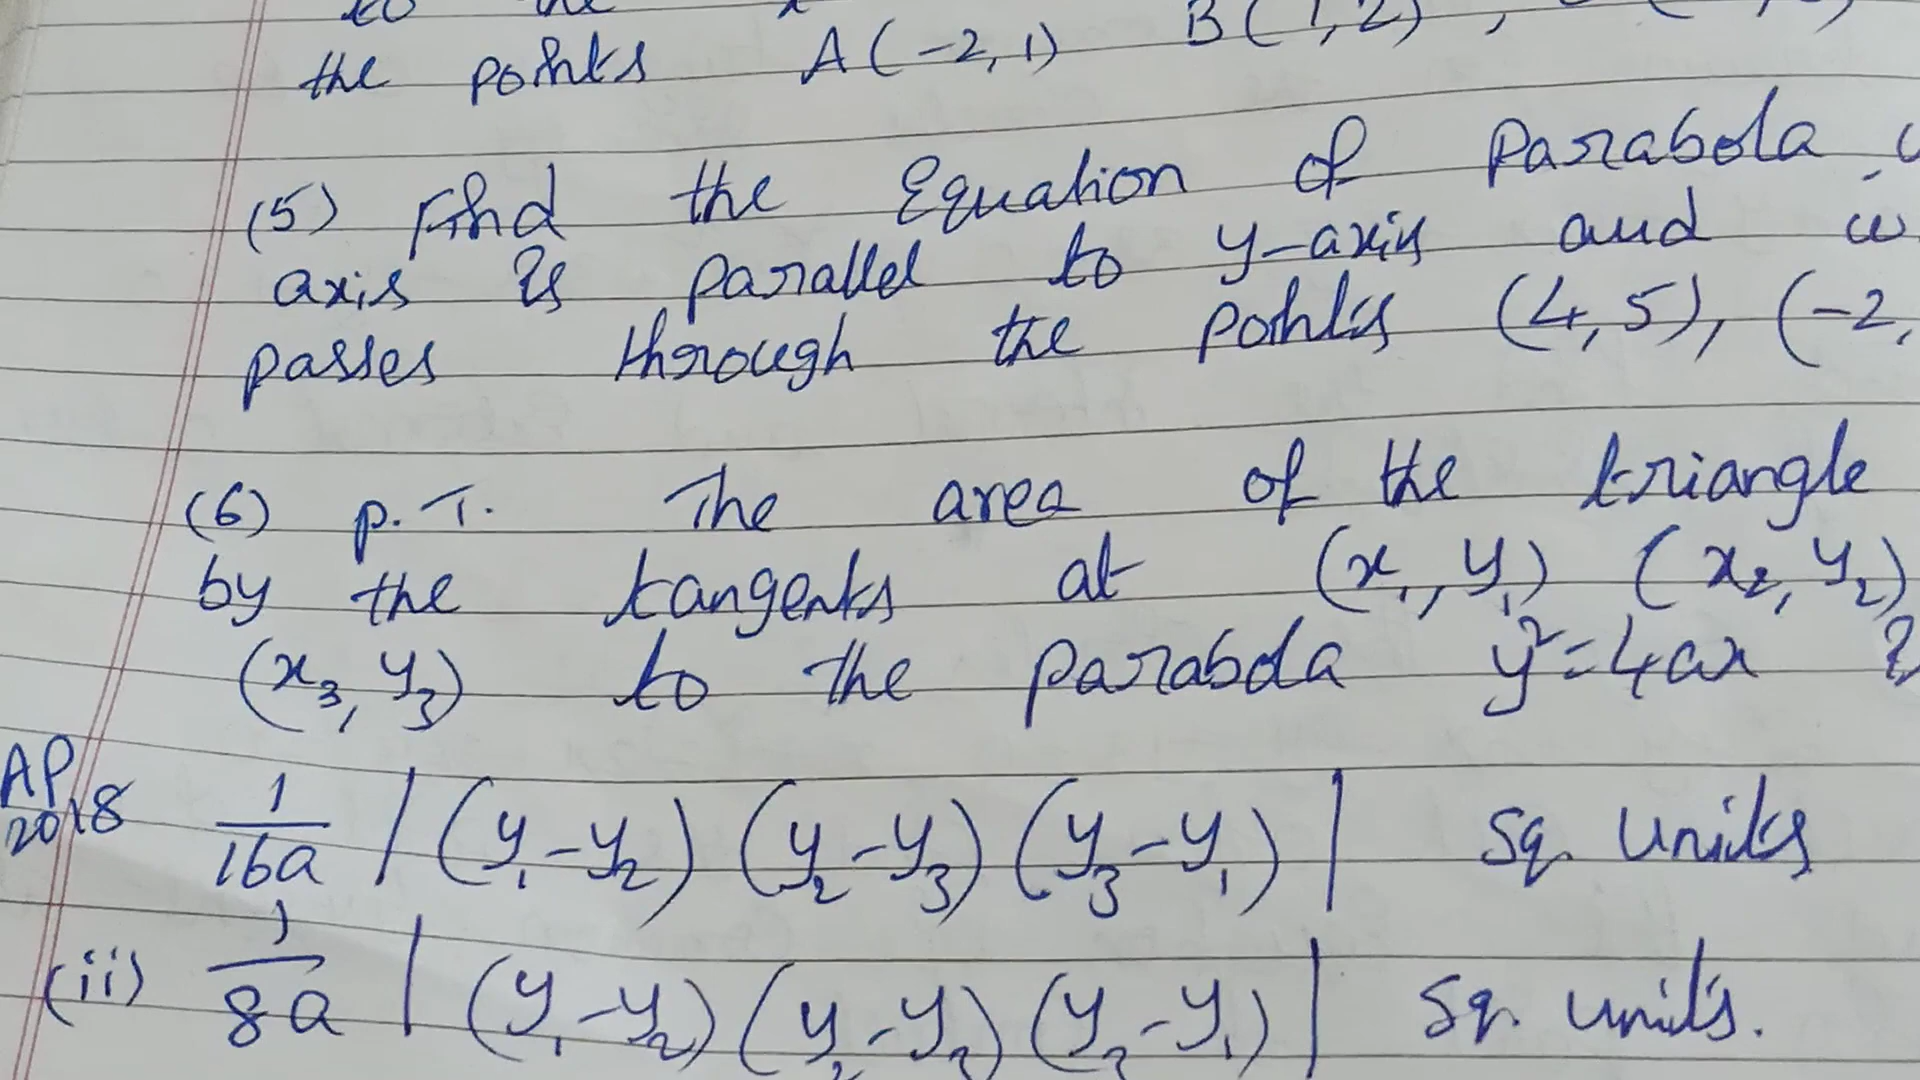 to the
the points A(-2,1) B(1,2),
(5) Find the Equation of Parabola
axis is parallel to y-axis and
passes through the points (4,5), (-2,
(6) P.T. The area of the triangle
by the tangents at (x₁, y₁) (x₂, y₂)
(x₃, y₃) to the parabola y²=4ax
AP 2018 1/16a |(y₁-y₂) (y₂-y₃) (y₃-y₁)| Sq. units
(ii) 1/8a |(y₁-y₂) (y₂-y₃) (y₃-y₁)| Sq. units.